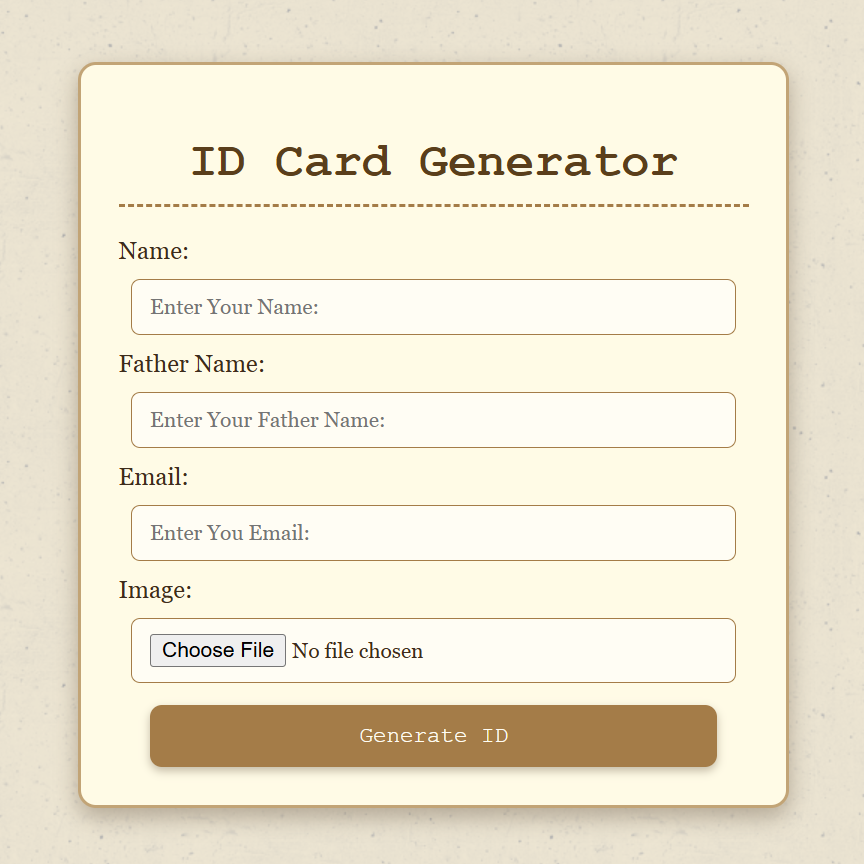 ID Card Generator
Name:
Enter Your Name:
Father Name:
Enter Your Father Name:
Email:
Enter You Email:
Image:
Choose File No file chosen
Generate ID